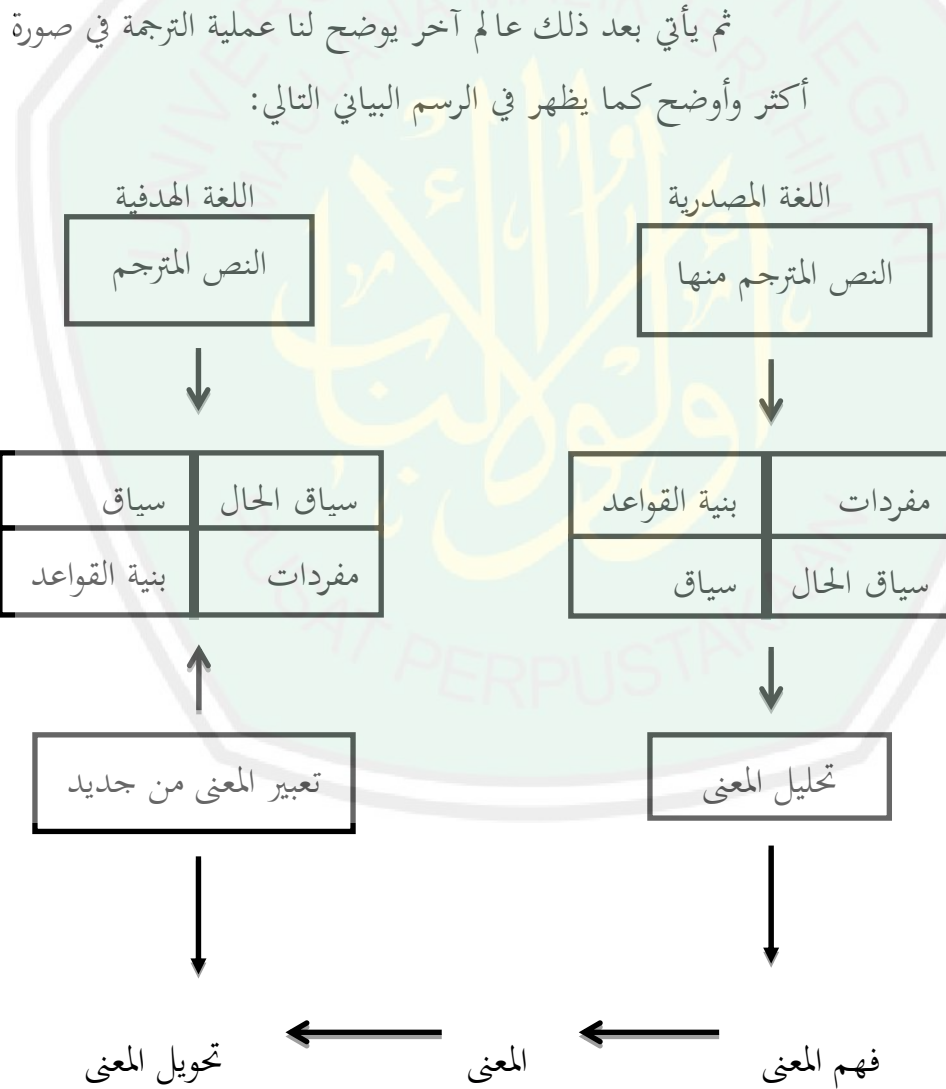 ثم يأتي بعد ذلك عالم آخر يوضح لنا عملية الترجمة في صورة
أكثر وأوضح كما يظهر في الرسم البياني التالي:
اللغة المصدرية اللغة الهدفية
النص المترجم منها النص المترجم
مفردات بنية القواعد سياق الحال سياق
سياق الحال سياق مفردات بنية القواعد
تحليل المعنى تعبير المعنى من جديد
فهم المعنى المعنى تحويل المعنى
PUSAT PERPUSTAKAAN